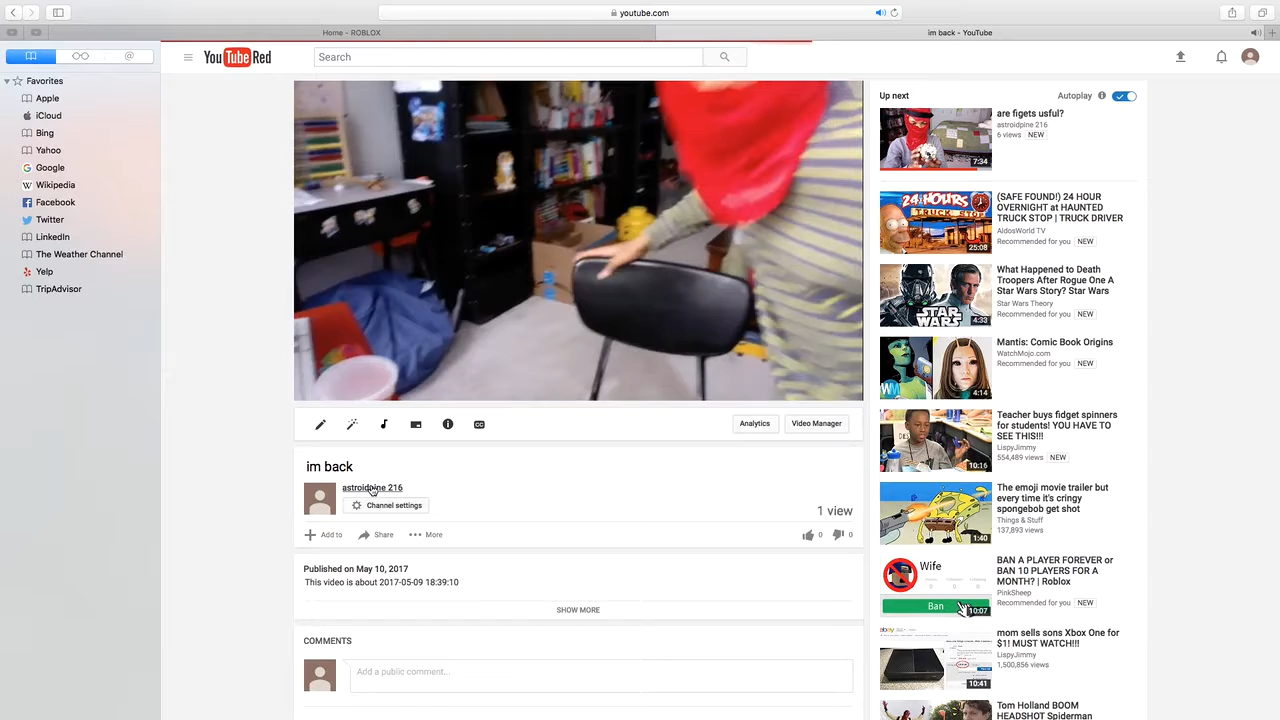 youtube.com
Home - ROBLOX
im back - YouTube
Favorites
Apple
iCloud
Bing
Yahoo
Google
Wikipedia
Facebook
Twitter
LinkedIn
The Weather Channel
Yelp
TripAdvisor
YouTube Red
Search
Analytics
Video Manager
im back
astroidpine 216
Channel settings
1 view
Add to
Share
More
0
0
Published on May 10, 2017
This video is about 2017-05-09 18:39:10
SHOW MORE
COMMENTS
Add a public comment...
Up next
Autoplay
7:34
are figets usful?
astroidpine 216
6 views NEW
24 HOURS
TRUCK STOP
25:08
(SAFE FOUND!) 24 HOUR
OVERNIGHT at HAUNTED
TRUCK STOP | TRUCK DRIVER
AldosWorld TV
Recommended for you NEW
STAR
WARS
4:33
What Happened to Death
Troopers After Rogue One A
Star Wars Story? Star Wars
Star Wars Theory
Recommended for you NEW
4:14
Mantis: Comic Book Origins
WatchMojo.com
Recommended for you NEW
10:16
Teacher buys fidget spinners
for students! YOU HAVE TO
SEE THIS!!!
LispyJimmy
554,489 views NEW
1:40
The emoji movie trailer but
every time it's cringy
spongebob get shot
Things & Stuff
137,893 views
Wife
Ban
10:07
BAN A PLAYER FOREVER or
BAN 10 PLAYERS FOR A
MONTH? | Roblox
PinkSheep
Recommended for you NEW
ebay
10:41
mom sells sons Xbox One for
$1! MUST WATCH!!!
LispyJimmy
1,500,856 views
Tom Holland BOOM
HEADSHOT Spiderman